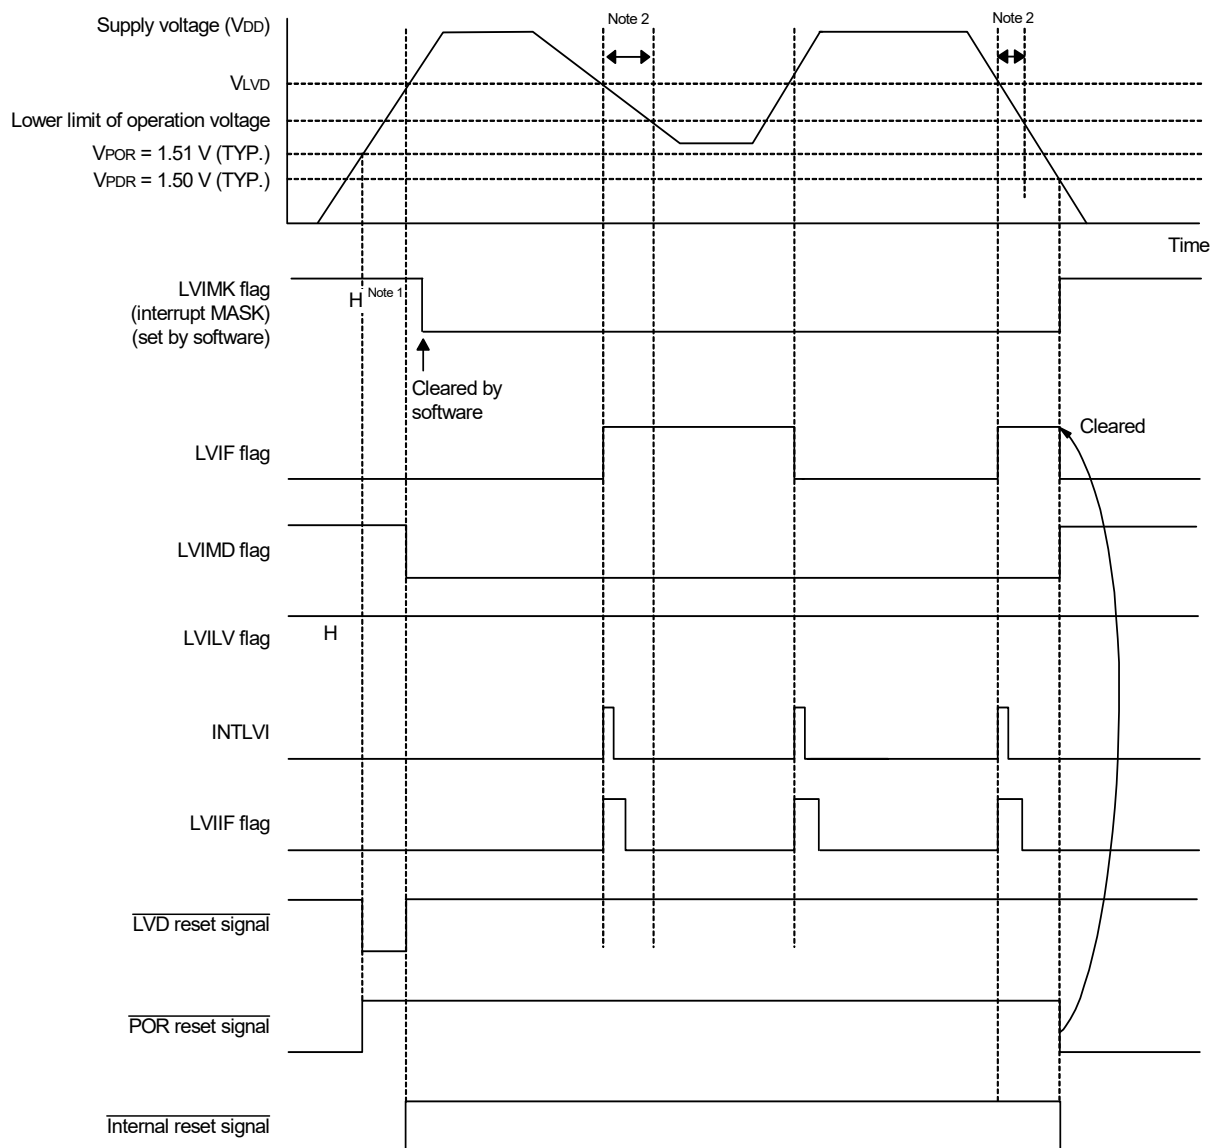 Supply voltage (VDD)
Note 2
Note 2
VLVD
Lower limit of operation voltage
VPOR = 1.51 V (TYP.)
VPDR = 1.50 V (TYP.)
Time
LVIMK flag
(interrupt MASK)
(set by software)
H Note 1
Cleared by
software
LVIF flag
Cleared
LVIMD flag
LVILV flag
H
INTLVI
LVIIF flag
LVD reset signal
POR reset signal
Internal reset signal